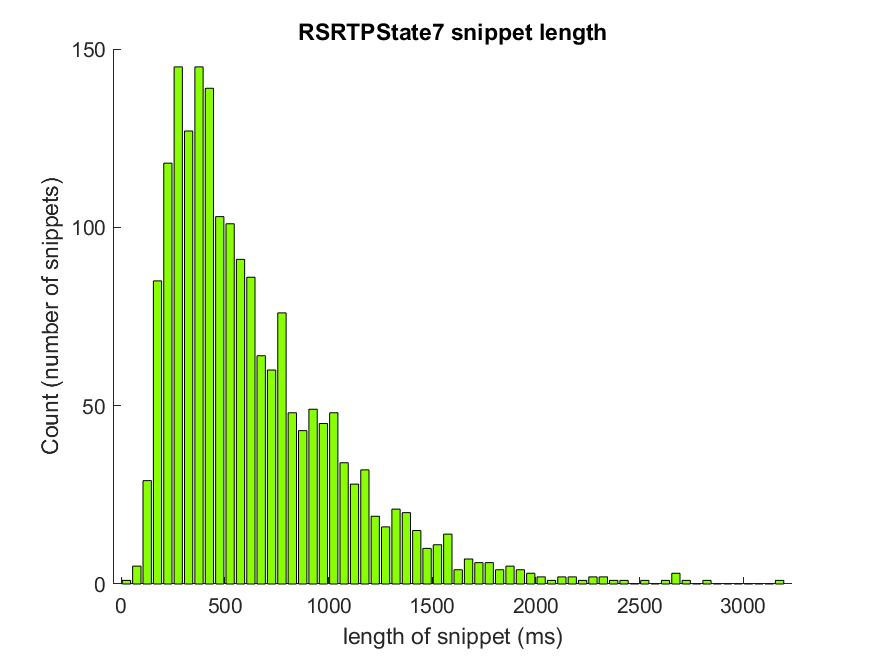 RSRTPState7 snippet length
150
100
50
0
Count (number of snippets)
0 500 1000 1500 2000 2500 3000
length of snippet (ms)